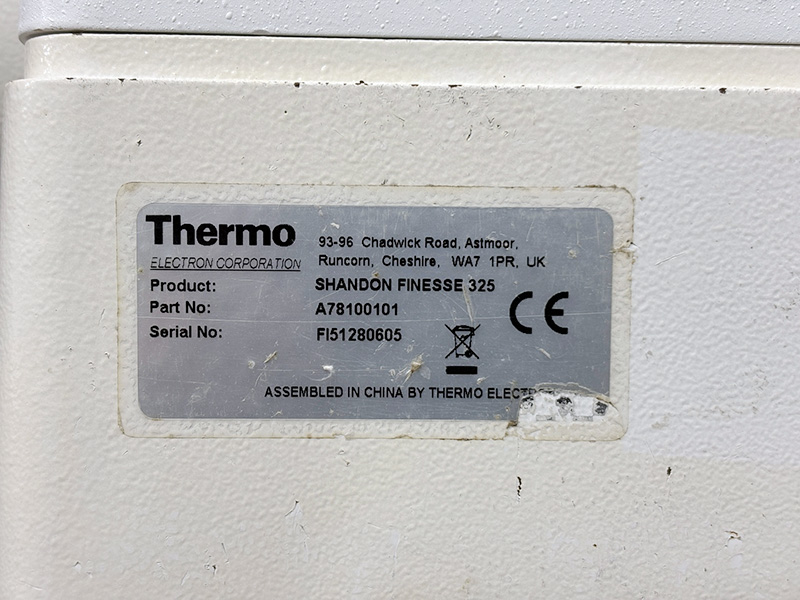 Thermo
ELECTRON CORPORATION
93-96 Chadwick Road, Astmoor,
Runcorn, Cheshire, WA7 1PR, UK
Product: SHANDON FINESSE 325
Part No: A78100101
Serial No: FI51280605
CE
ASSEMBLED IN CHINA BY THERMO